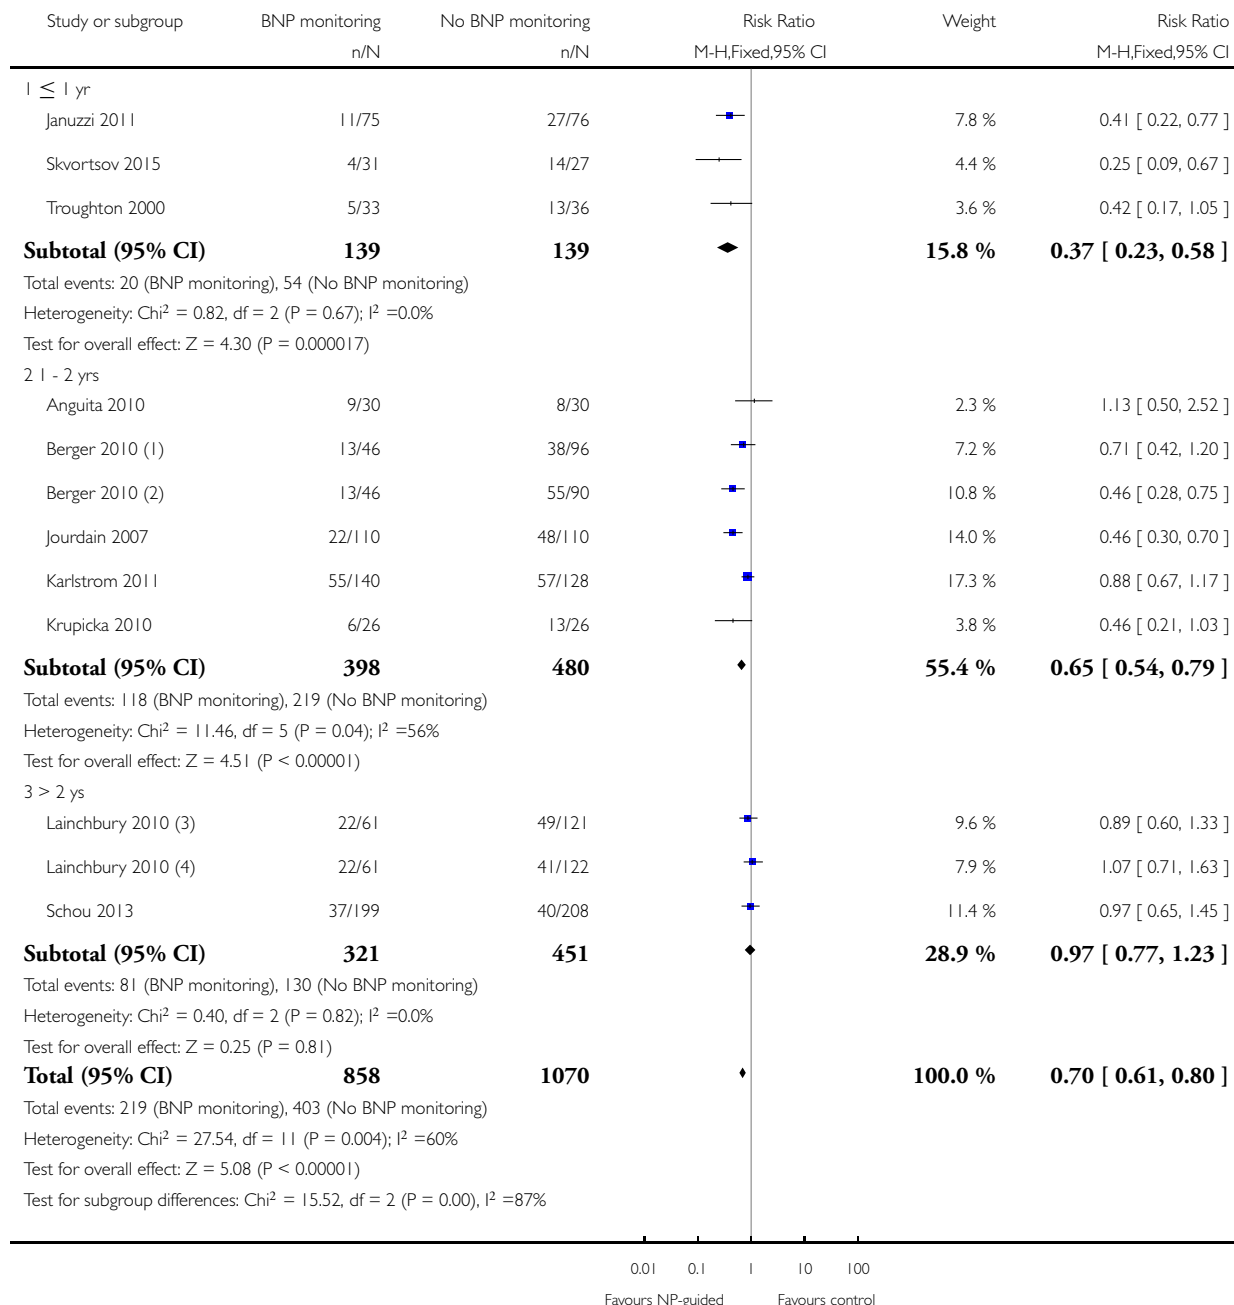 Study or subgroup BNP monitoring No BNP monitoring Risk Ratio Weight Risk Ratio
n/N n/N M-H,Fixed,95% CI M-H,Fixed,95% CI
1 ≤ 1 yr
Januzzi 2011 11/75 27/76 7.8 % 0.41 [ 0.22, 0.77 ]
Skvortsov 2015 4/31 14/27 4.4 % 0.25 [ 0.09, 0.67 ]
Troughton 2000 5/33 13/36 3.6 % 0.42 [ 0.17, 1.05 ]
Subtotal (95% CI) 139 139 15.8 % 0.37 [ 0.23, 0.58 ]
Total events: 20 (BNP monitoring), 54 (No BNP monitoring)
Heterogeneity: Chi² = 0.82, df = 2 (P = 0.67); I² =0.0%
Test for overall effect: Z = 4.30 (P = 0.000017)
2 1 - 2 yrs
Anguita 2010 9/30 8/30 2.3 % 1.13 [ 0.50, 2.52 ]
Berger 2010 (1) 13/46 38/96 7.2 % 0.71 [ 0.42, 1.20 ]
Berger 2010 (2) 13/46 55/90 10.8 % 0.46 [ 0.28, 0.75 ]
Jourdain 2007 22/110 48/110 14.0 % 0.46 [ 0.30, 0.70 ]
Karlstrom 2011 55/140 57/128 17.3 % 0.88 [ 0.67, 1.17 ]
Krupicka 2010 6/26 13/26 3.8 % 0.46 [ 0.21, 1.03 ]
Subtotal (95% CI) 398 480 55.4 % 0.65 [ 0.54, 0.79 ]
Total events: 118 (BNP monitoring), 219 (No BNP monitoring)
Heterogeneity: Chi² = 11.46, df = 5 (P = 0.04); I² =56%
Test for overall effect: Z = 4.51 (P < 0.00001)
3 > 2 ys
Lainchbury 2010 (3) 22/61 49/121 9.6 % 0.89 [ 0.60, 1.33 ]
Lainchbury 2010 (4) 22/61 41/122 7.9 % 1.07 [ 0.71, 1.63 ]
Schou 2013 37/199 40/208 11.4 % 0.97 [ 0.65, 1.45 ]
Subtotal (95% CI) 321 451 28.9 % 0.97 [ 0.77, 1.23 ]
Total events: 81 (BNP monitoring), 130 (No BNP monitoring)
Heterogeneity: Chi² = 0.40, df = 2 (P = 0.82); I² =0.0%
Test for overall effect: Z = 0.25 (P = 0.81)
Total (95% CI) 858 1070 100.0 % 0.70 [ 0.61, 0.80 ]
Total events: 219 (BNP monitoring), 403 (No BNP monitoring)
Heterogeneity: Chi² = 27.54, df = 11 (P = 0.004); I² =60%
Test for overall effect: Z = 5.08 (P < 0.00001)
Test for subgroup differences: Chi² = 15.52, df = 2 (P = 0.00), I² =87%
0.01 0.1 1 10 100
Favours NP-guided Favours control